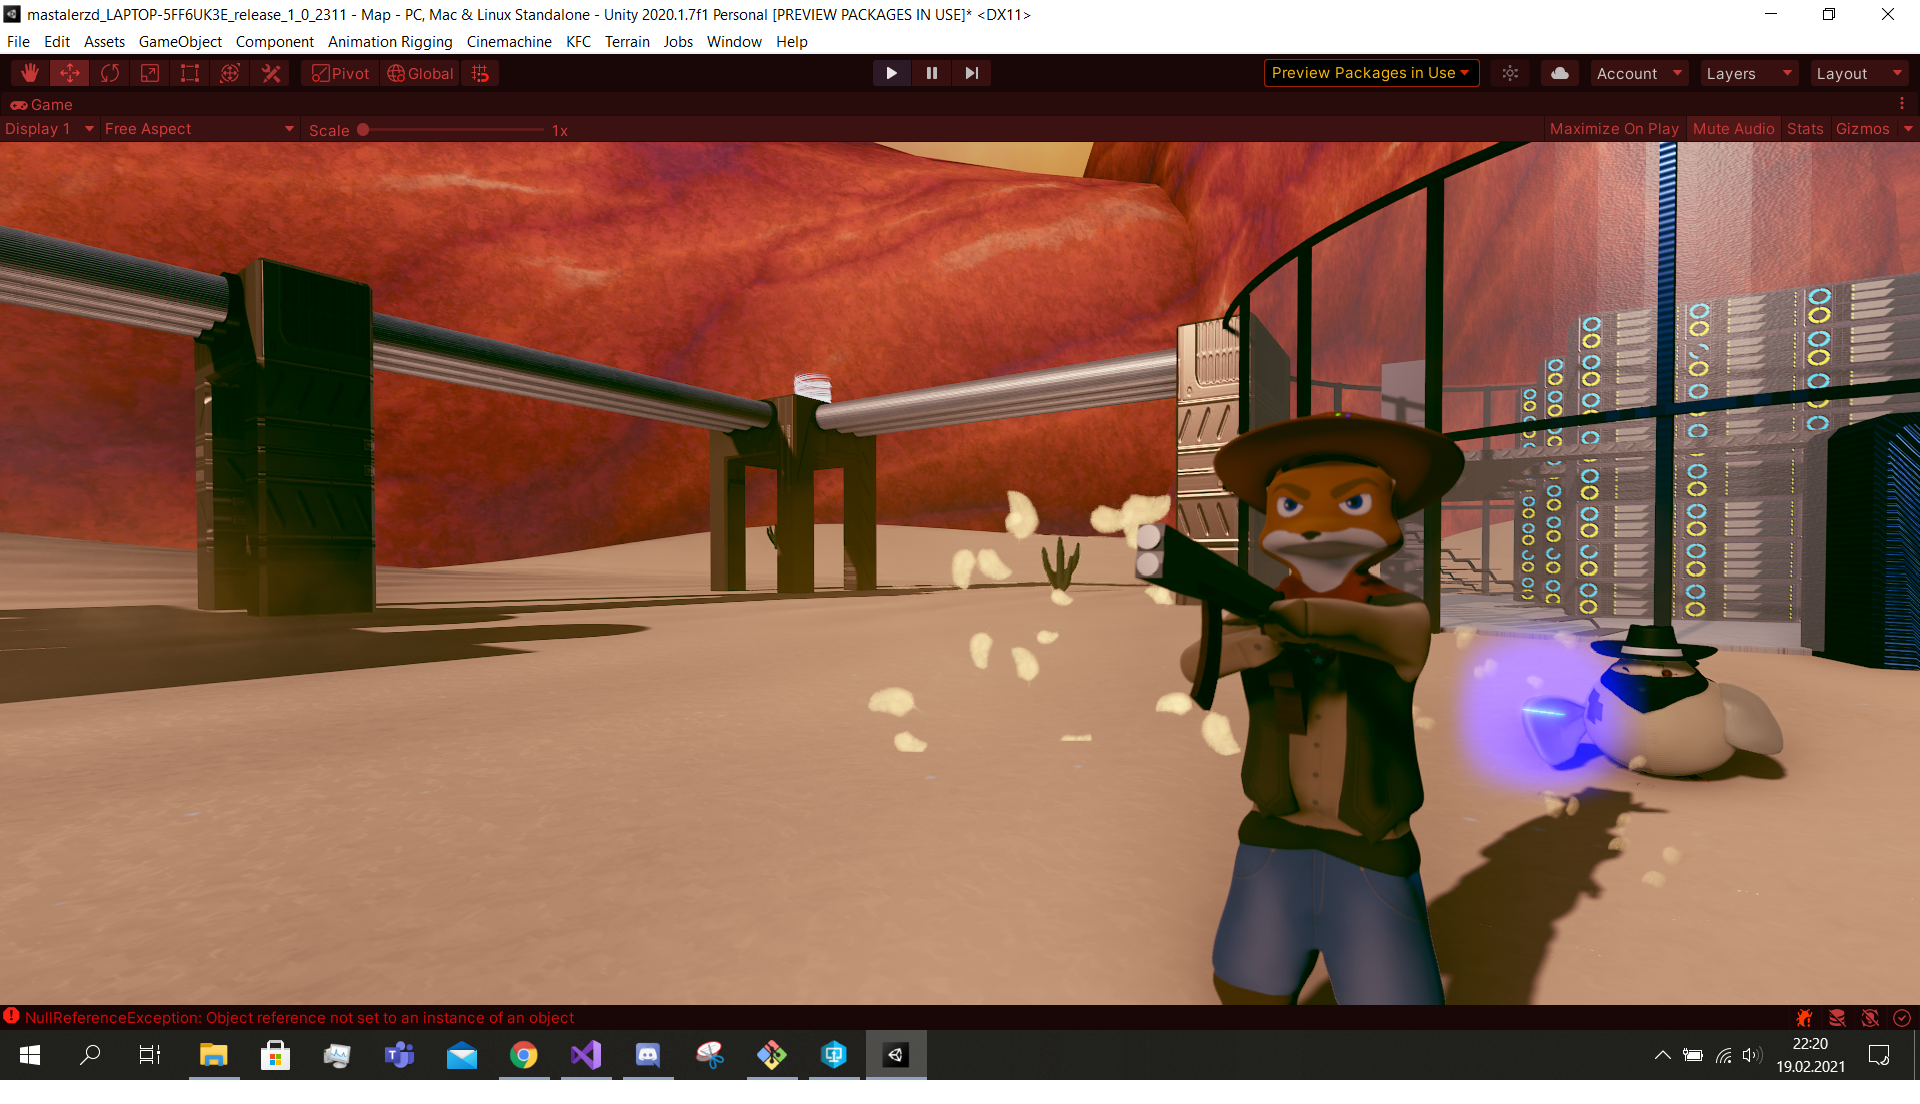 mastalerzd_LAPTOP-5FF6UK3E_release_1_0_2311 - Map - PC, Mac & Linux Standalone - Unity 2020.1.7f1 Personal [PREVIEW PACKAGES IN USE]* <DX11>
File Edit Assets GameObject Component Animation Rigging Cinemachine KFC Terrain Jobs Window Help
Pivot Global Preview Packages in Use Account Layers Layout
Game
Display 1 Free Aspect Scale 1x Maximize On Play Mute Audio Stats Gizmos
NullReferenceException: Object reference not set to an instance of an object
22:20
19.02.2021